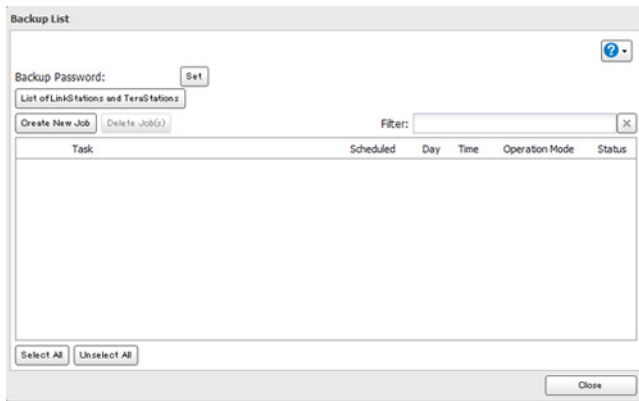 Backup List
?
Backup Password: Set
List of LinkStations and TeraStations
Create New Job Delete Job(s) Filter:
Task Scheduled Day Time Operation Mode Status
Select All Unselect All
Close